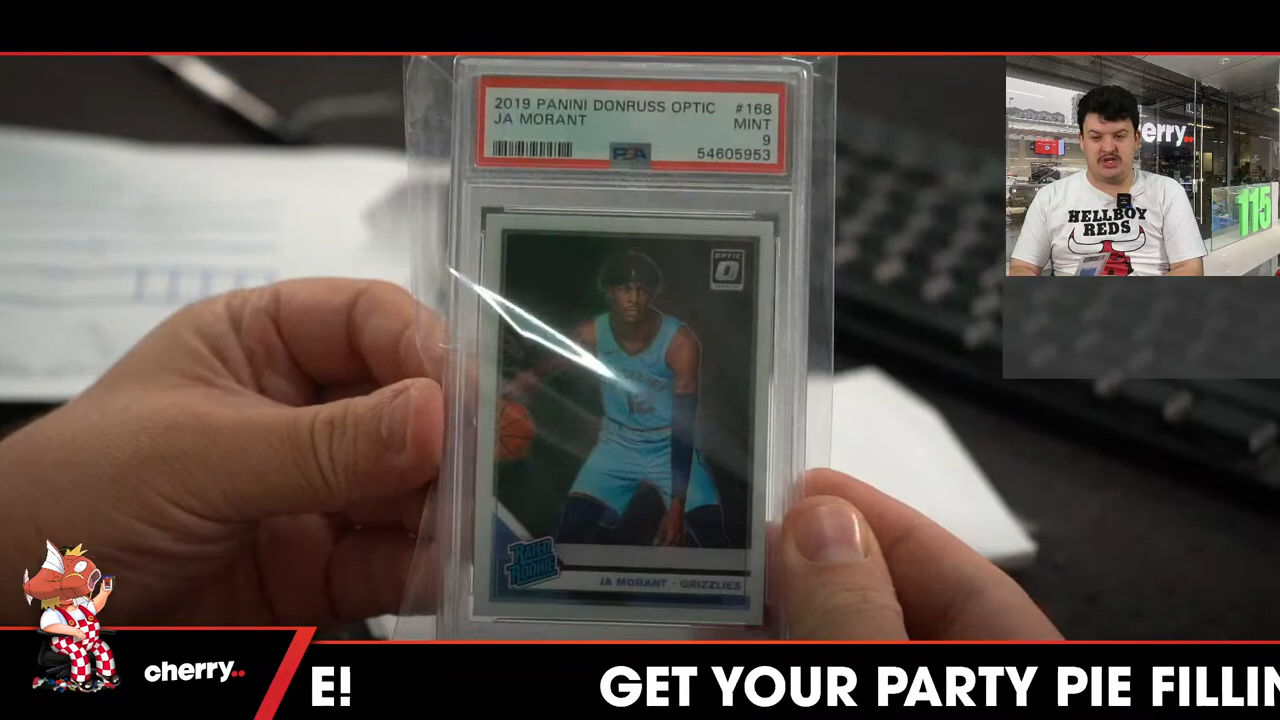 2019 PANINI DONRUSS OPTIC #168
JA MORANT MINT
9
PSA 54605953
OPTIC
RATED
ROOKIE
JA MORANT - GRIZZLIES
erry..
115
HELLBOY
REDS
cherry..
E! GET YOUR PARTY PIE FILLIN